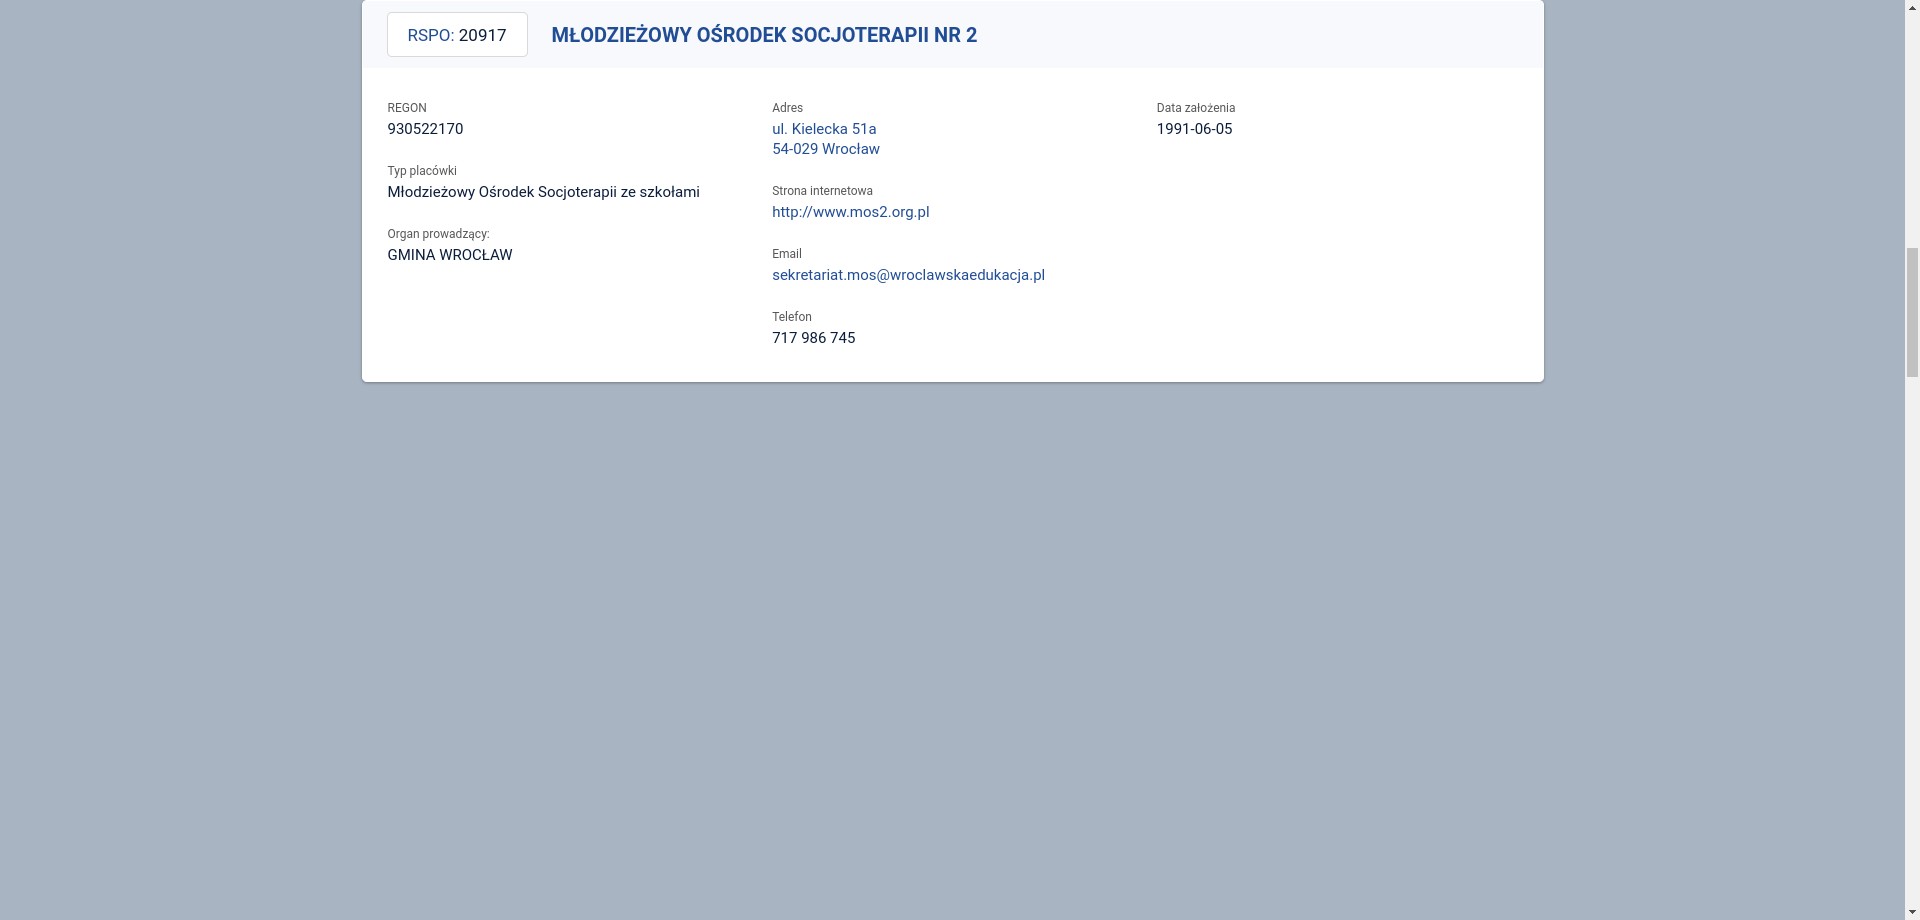 RSPO: 20917
MŁODZIEŻOWY OŚRODEK SOCJOTERAPII NR 2
REGON
930522170
Typ placówki
Młodzieżowy Ośrodek Socjoterapii ze szkołami
Organ prowadzący:
GMINA WROCŁAW
Adres
ul. Kielecka 51a
54-029 Wrocław
Strona internetowa
http://www.mos2.org.pl
Email
sekretariat.mos@wroclawskaedukacja.pl
Telefon
717 986 745
Data założenia
1991-06-05